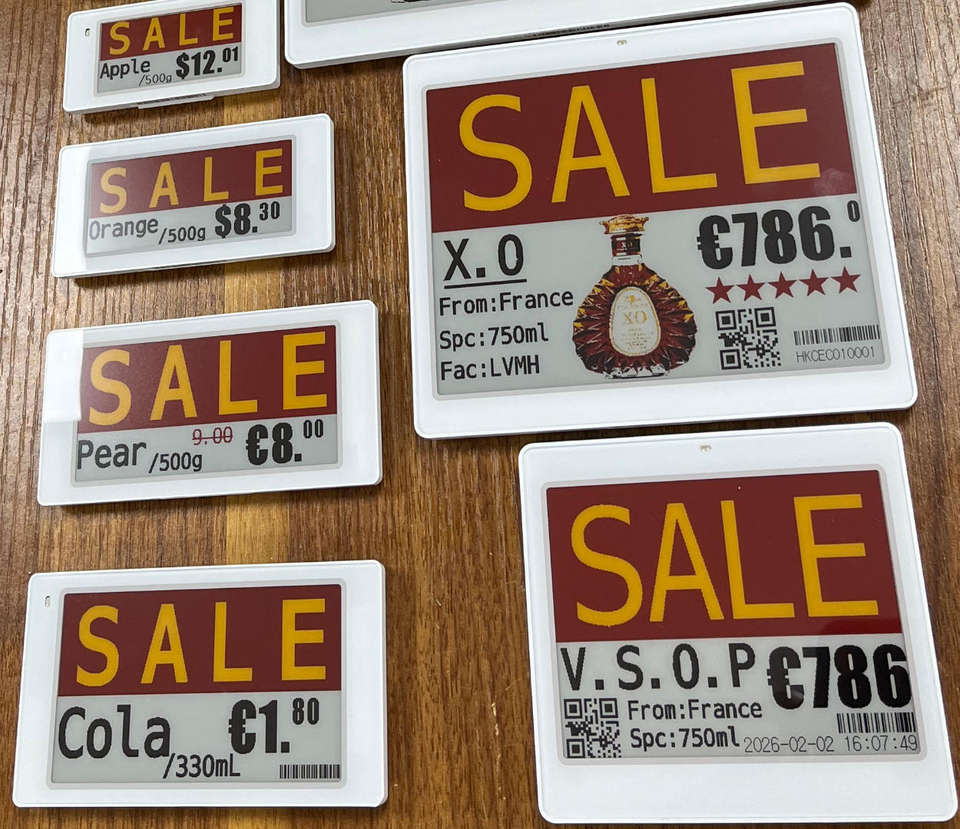 SALE
Apple /500g $12.01
SALE
Orange /500g $8.30
SALE
Pear /500g 9.00 €8.00
SALE
Cola /330mL €1.80
SALE
X.O €786.0
★★★★★
From:France
Spc:750ml
Fac:LVMH
XO
HKCEC010001
SALE
V.S.O.P €786
From:France
Spc:750ml
2026-02-02 16:07:49